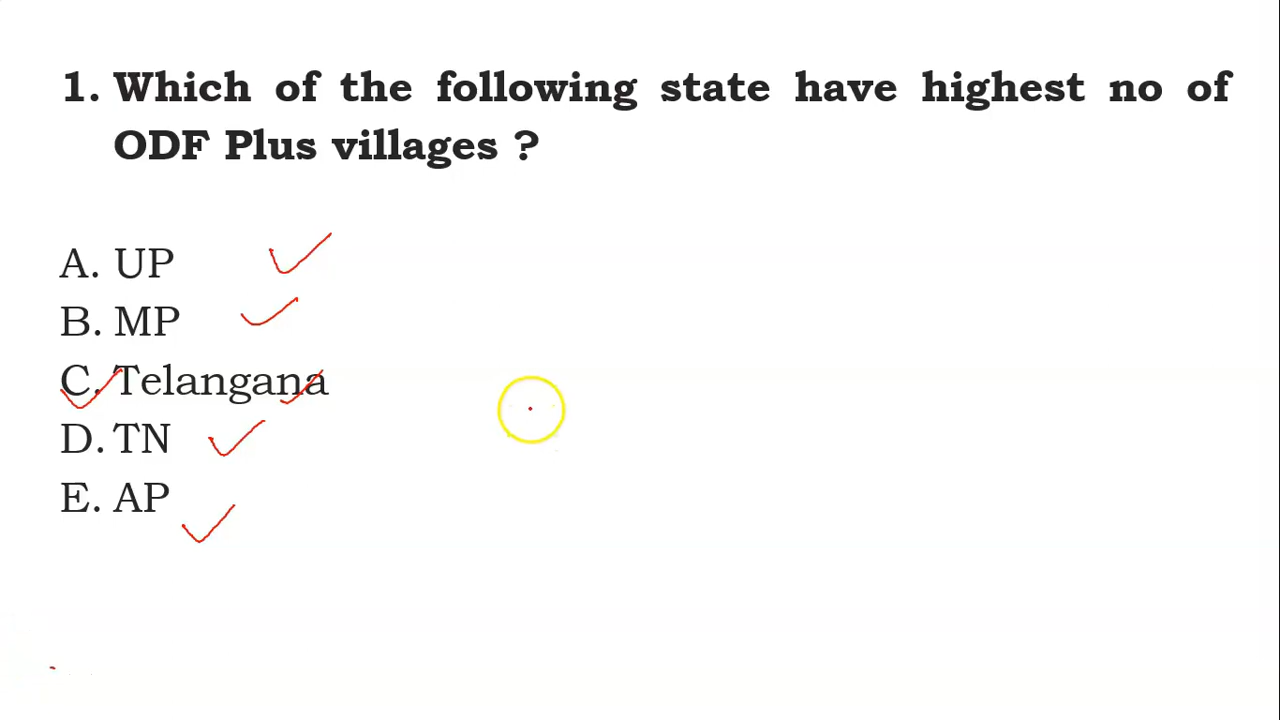 1. Which of the following state have highest no of
ODF Plus villages ?
A. UP
B. MP
C. Telangana
D. TN
E. AP